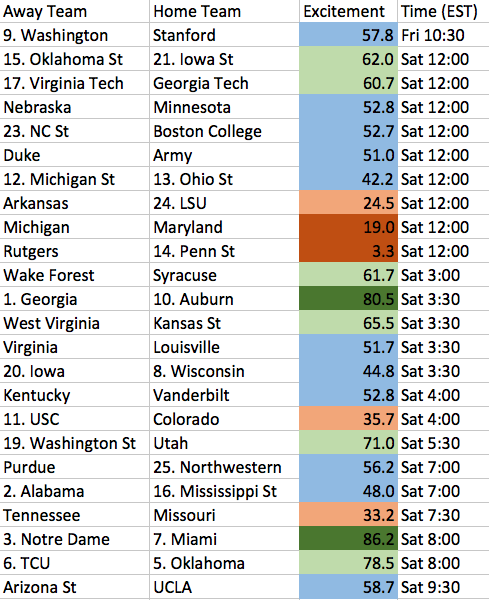 Away Team Home Team Excitement Time (EST)
9. Washington Stanford 57.8 Fri 10:30
15. Oklahoma St 21. Iowa St 62.0 Sat 12:00
17. Virginia Tech Georgia Tech 60.7 Sat 12:00
Nebraska Minnesota 52.8 Sat 12:00
23. NC St Boston College 52.7 Sat 12:00
Duke Army 51.0 Sat 12:00
12. Michigan St 13. Ohio St 42.2 Sat 12:00
Arkansas 24. LSU 24.5 Sat 12:00
Michigan Maryland 19.0 Sat 12:00
Rutgers 14. Penn St 3.3 Sat 12:00
Wake Forest Syracuse 61.7 Sat 3:00
1. Georgia 10. Auburn 80.5 Sat 3:30
West Virginia Kansas St 65.5 Sat 3:30
Virginia Louisville 51.7 Sat 3:30
20. Iowa 8. Wisconsin 44.8 Sat 3:30
Kentucky Vanderbilt 52.8 Sat 4:00
11. USC Colorado 35.7 Sat 4:00
19. Washington St Utah 71.0 Sat 5:30
Purdue 25. Northwestern 56.2 Sat 7:00
2. Alabama 16. Mississippi St 48.0 Sat 7:00
Tennessee Missouri 33.2 Sat 7:30
3. Notre Dame 7. Miami 86.2 Sat 8:00
6. TCU 5. Oklahoma 78.5 Sat 8:00
Arizona St UCLA 58.7 Sat 9:30